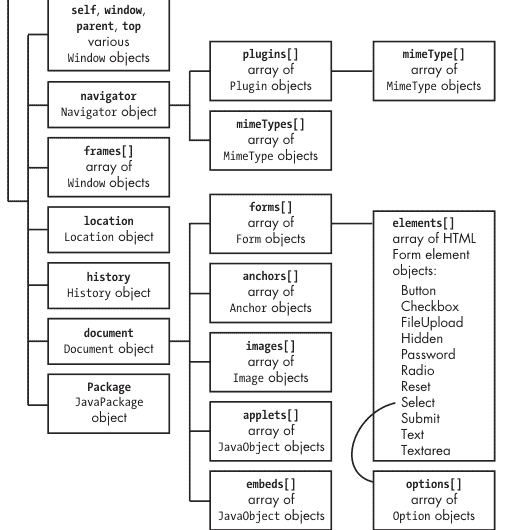 self, window,
parent, top
various
Window objects
navigator
Navigator object
frames[]
array of
Window objects
location
Location object
history
History object
document
Document object
Package
JavaPackage
object
plugins[]
array of
Plugin objects
mimeTypes[]
array of
MimeType objects
forms[]
array of
Form objects
anchors[]
array of
Anchor objects
images[]
array of
Image objects
applets[]
array of
JavaObject objects
embeds[]
array of
JavaObject objects
mimeType[]
array of
MimeType objects
elements[]
array of HTML
Form element
objects:
Button
Checkbox
FileUpload
Hidden
Password
Radio
Reset
Select
Submit
Text
Textarea
options[]
array of
Option objects